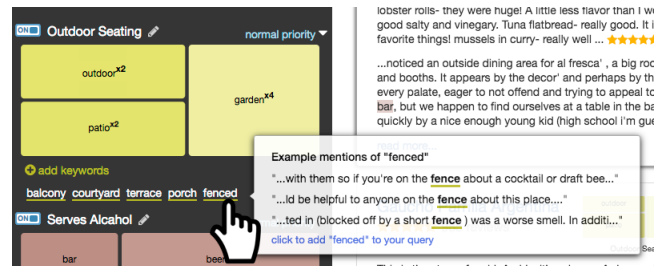 ON
Outdoor Seating
normal priority
outdoor x2
garden x4
patio x2
add keywords
balcony courtyard terrace porch fenced
ON
Serves Alcahol
bar
beer
lobster rolls- they were huge! A little less flavor than I
good salty and vinegary. Tuna flatbread- really good. It
favorite things! mussels in curry- really well ...
...noticed an outside dining area for al fresca' , a big
and booths. It appears by the decor' and perhaps by
every palate, eager to not offend and trying to appeal to
bar, but we happen to find ourselves at a table in the
quickly by a nice enough young kid (high school i'm
read more...
Example mentions of "fenced"
"...with them so if you're on the fence about a cocktail or draft bee..."
"...ld be helpful to anyone on the fence about this place...."
"...ted in (blocked off by a short fence ) was a worse smell. In additi..."
click to add "fenced" to your query